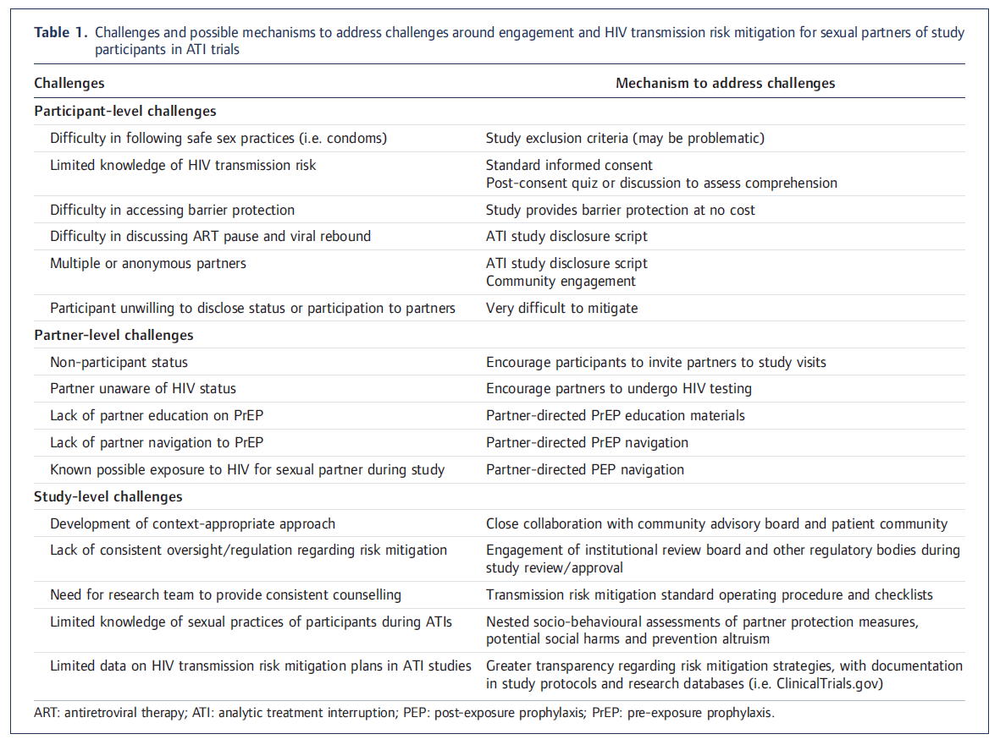 Table 1. Challenges and possible mechanisms to address challenges around engagement and HIV transmission risk mitigation for sexual partners of study
participants in ATI trials
Challenges Mechanism to address challenges
Participant-level challenges
Difficulty in following safe sex practices (i.e. condoms) Study exclusion criteria (may be problematic)
Limited knowledge of HIV transmission risk Standard informed consent
Post-consent quiz or discussion to assess comprehension
Difficulty in accessing barrier protection Study provides barrier protection at no cost
Difficulty in discussing ART pause and viral rebound ATI study disclosure script
Multiple or anonymous partners ATI study disclosure script
Community engagement
Participant unwilling to disclose status or participation to partners Very difficult to mitigate
Partner-level challenges
Non-participant status Encourage participants to invite partners to study visits
Partner unaware of HIV status Encourage partners to undergo HIV testing
Lack of partner education on PrEP Partner-directed PrEP education materials
Lack of partner navigation to PrEP Partner-directed PrEP navigation
Known possible exposure to HIV for sexual partner during study Partner-directed PEP navigation
Study-level challenges
Development of context-appropriate approach Close collaboration with community advisory board and patient community
Lack of consistent oversight/regulation regarding risk mitigation Engagement of institutional review board and other regulatory bodies during
study review/approval
Need for research team to provide consistent counselling Transmission risk mitigation standard operating procedure and checklists
Limited knowledge of sexual practices of participants during ATIs Nested socio-behavioural assessments of partner protection measures,
potential social harms and prevention altruism
Limited data on HIV transmission risk mitigation plans in ATI studies Greater transparency regarding risk mitigation strategies, with documentation
in study protocols and research databases (i.e. ClinicalTrials.gov)
ART: antiretroviral therapy; ATI: analytic treatment interruption; PEP: post-exposure prophylaxis; PrEP: pre-exposure prophylaxis.